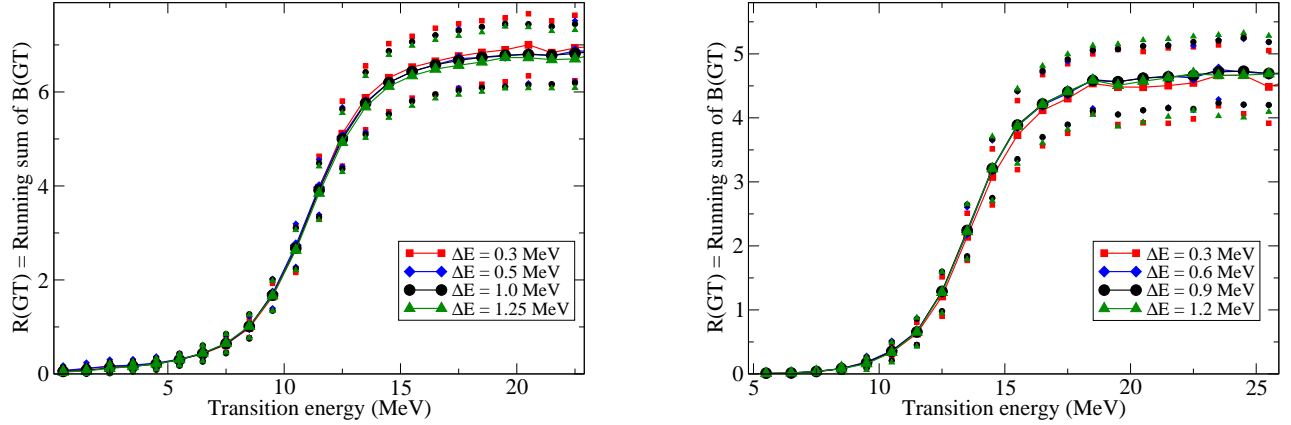 R(GT) = Running sum of B(GT)
6
4
2
0
ΔE = 0.3 MeV
ΔE = 0.5 MeV
ΔE = 1.0 MeV
ΔE = 1.25 MeV
5 10 15 20
Transition energy (MeV)
R(GT) = Running sum of B(GT)
5
4
3
2
1
0
ΔE = 0.3 MeV
ΔE = 0.6 MeV
ΔE = 0.9 MeV
ΔE = 1.2 MeV
5 10 15 20 25
Transition energy (MeV)